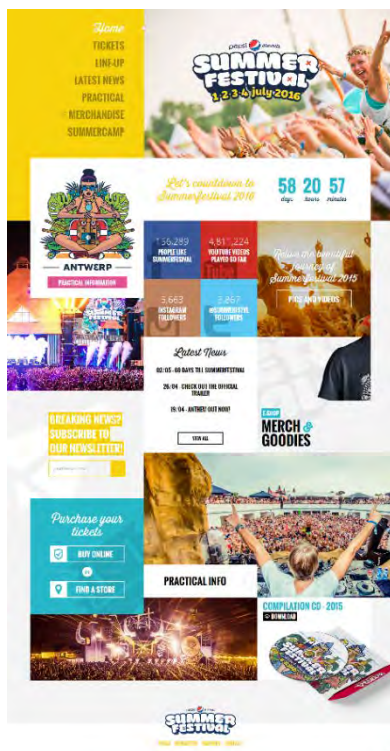 Home
TICKETS
LINE-UP
LATEST NEWS
PRACTICAL
MERCHANDISE
SUMMERCAMP
pepsi
SUMMER
FESTIVAL
1·2·3·4 july 2016
Let's countdown to
Summerfestival 2016
58 20 57
days hours minutes
ANTWERP
PRACTICAL INFORMATION
PEOPLE LIKE
SUMMERFESTIVAL
YOUTUBE VIDEOS
PLAYED SO FAR
INSTAGRAM
FOLLOWERS
FOLLOWERS
Relive the beautiful
Journey of
Summerfestival 2015
PICS AND VIDEOS
Latest News
02/05 - 60 DAYS TILL SUMMERFESTIVAL
26/04 - CHECK OUT THE OFFICIAL
TRAILER
19/04 - ANTHEM OUT NOW!
VIEW ALL
BREAKING NEWS?
SUBSCRIBE TO
OUR NEWSLETTER!
ESHOP
MERCH &
GOODIES
Purchase your
tickets
BUY ONLINE
OR
FIND A STORE
PRACTICAL INFO
COMPILATION CD - 2015
DOWNLOAD
SUMMER
FESTIVAL